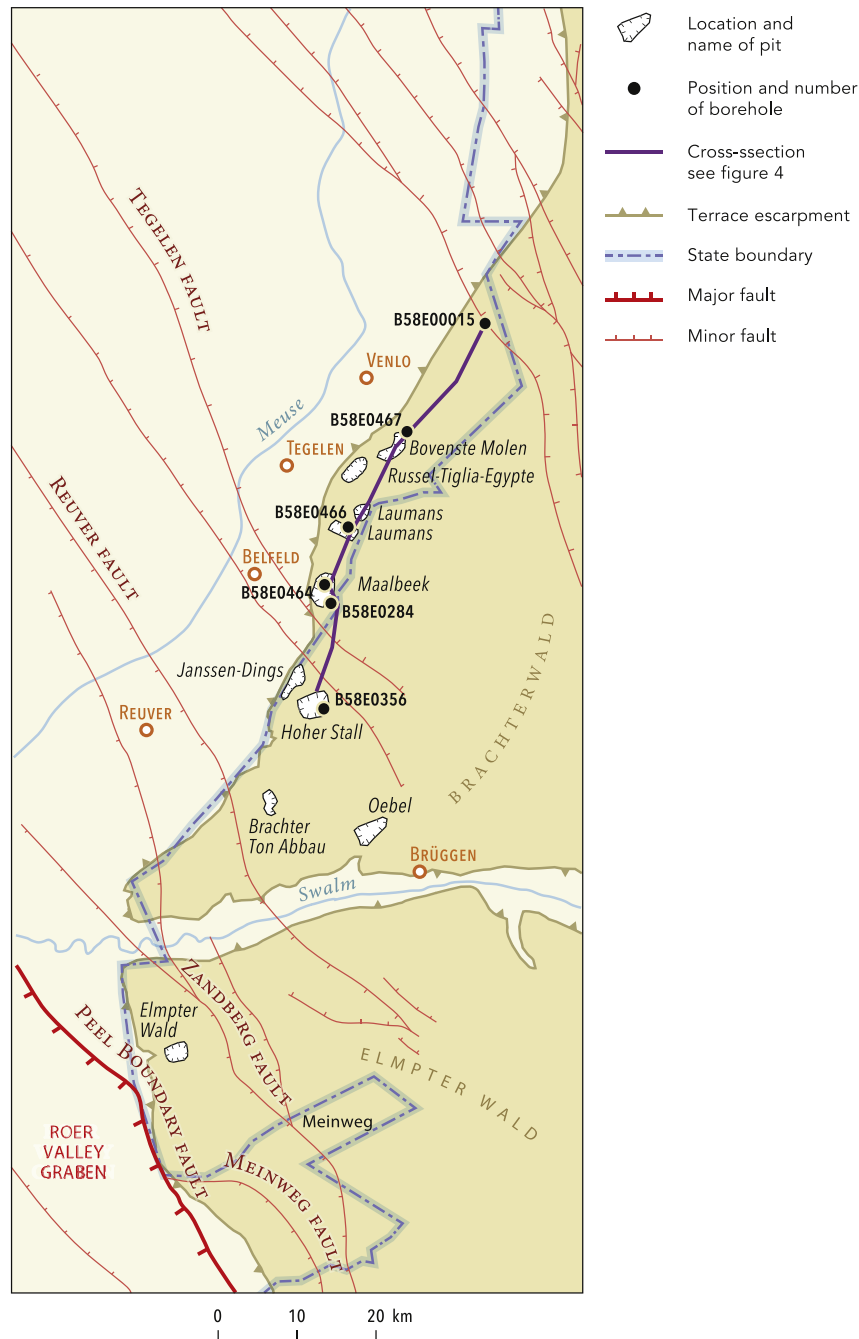 TEGELEN FAULT
REUVER FAULT
Meuse
VENLO
TEGELEN
BELFELD
REUVER
B58E00015
B58E0467
Bovenste Molen
Russel-Tiglia-Egypte
B58E0466
Laumans
Laumans
Maalbeek
B58E0464
B58E0284
Janssen-Dings
B58E0356
Hoher Stall
BRACHTERWALD
Oebel
Brachter
Ton Abbau
BRÜGGEN
Swalm
ZANDBERG FAULT
Elmpter
Wald
PEEL BOUNDARY FAULT
ELMPTER WALD
Meinweg
ROER
VALLEY
GRABEN
MEINWEG FAULT
0 10 20 km
Location and
name of pit
Position and number
of borehole
Cross-ssection
see figure 4
Terrace escarpment
State boundary
Major fault
Minor fault